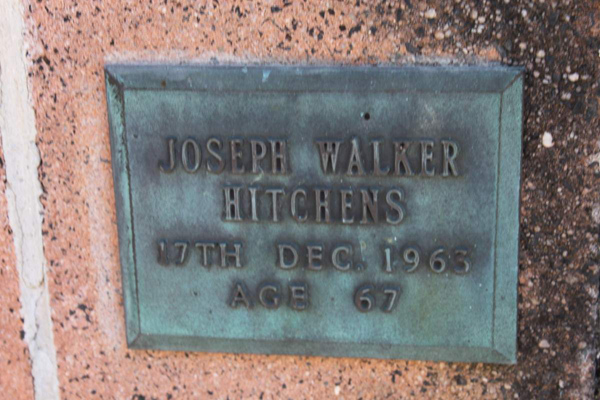 JOSEPH WALKER
HITCHENS
17TH DEC. 1963
AGE 67